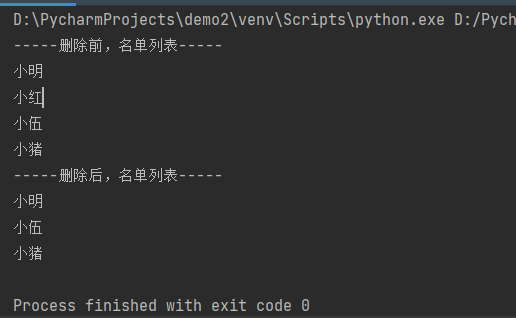 D:\PycharmProjects\demo2\venv\Scripts\python.exe D:/Pych
-----删除前，名单列表-----
小明
小红
小伍
小猪
-----删除后，名单列表-----
小明
小伍
小猪
Process finished with exit code 0